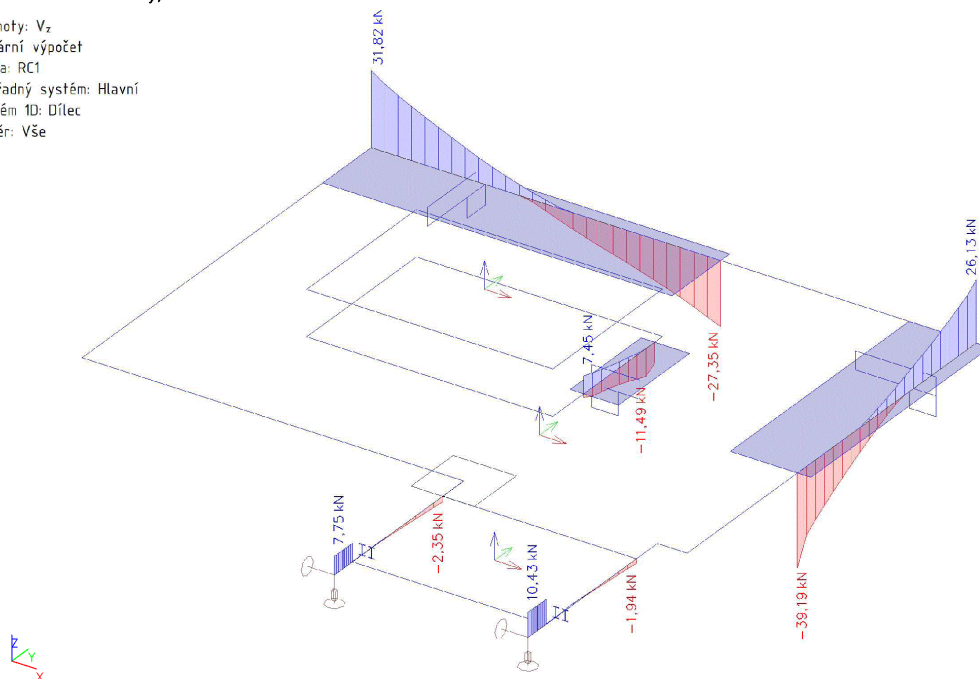 noty: Vz
ární výpočet
a: RC1
řadný systém: Hlavní
ém 1D: Dílec
ěr: Vše
31,82 kN
26,13 kN
7,45 kN
-27,35 kN
-11,49 kN
7,75 kN
-2,35 kN
10,43 kN
-1,94 kN
-39,19 kN
Z
Y
X